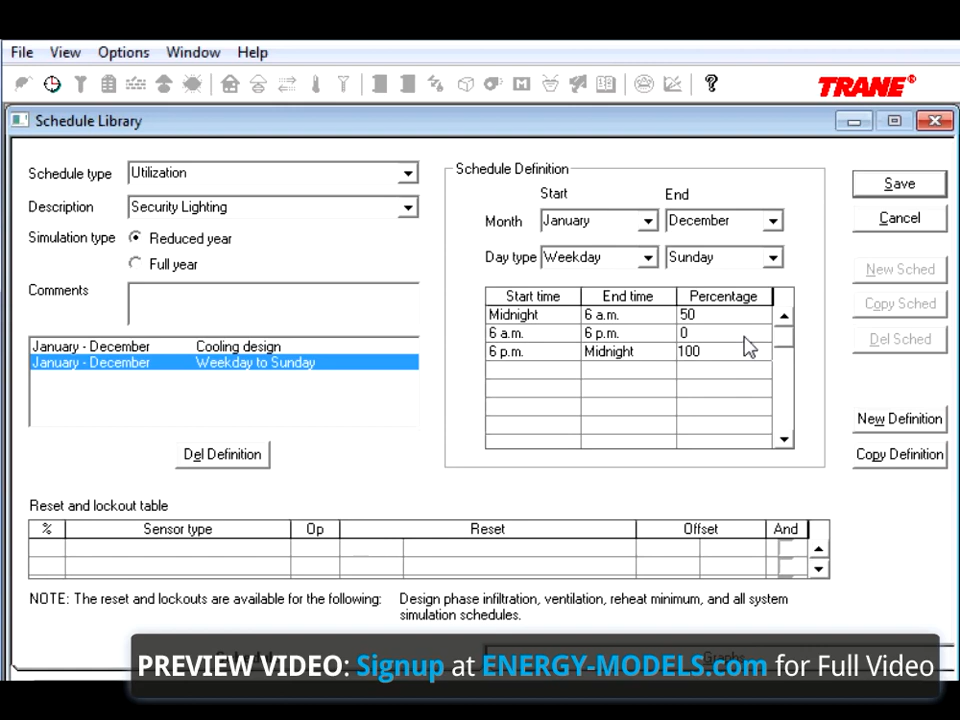 File View Options Window Help
TRANE®
Schedule Library
Schedule type Utilization
Description Security Lighting
Simulation type Reduced year
Full year
Comments
January - December Cooling design
January - December Weekday to Sunday
Del Definition
Schedule Definition
Start End
Month January December
Day type Weekday Sunday
Start time End time Percentage
Midnight 6 a.m. 50
6 a.m. 6 p.m. 0
6 p.m. Midnight 100
Save
Cancel
New Sched
Copy Sched
Del Sched
New Definition
Copy Definition
Reset and lockout table
% Sensor type Op Reset Offset And
NOTE: The reset and lockouts are available for the following: Design phase infiltration, ventilation, reheat minimum, and all system
simulation schedules.
Graphs
PREVIEW VIDEO: Signup at ENERGY-MODELS.com for Full Video